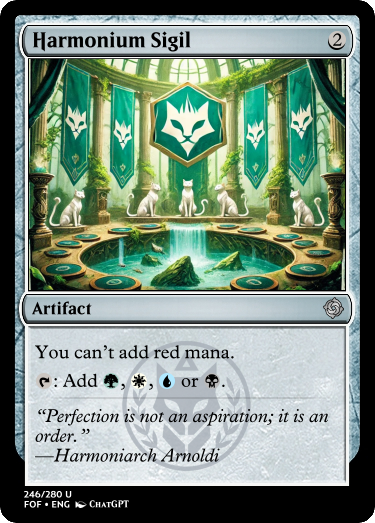 Harmonium Sigil 2
Artifact
You can't add red mana.
: Add , , or .
“Perfection is not an aspiration; it is an
order.”
—Harmoniarch Arnoldi
246/280 U
FOF • ENG ChatGPT